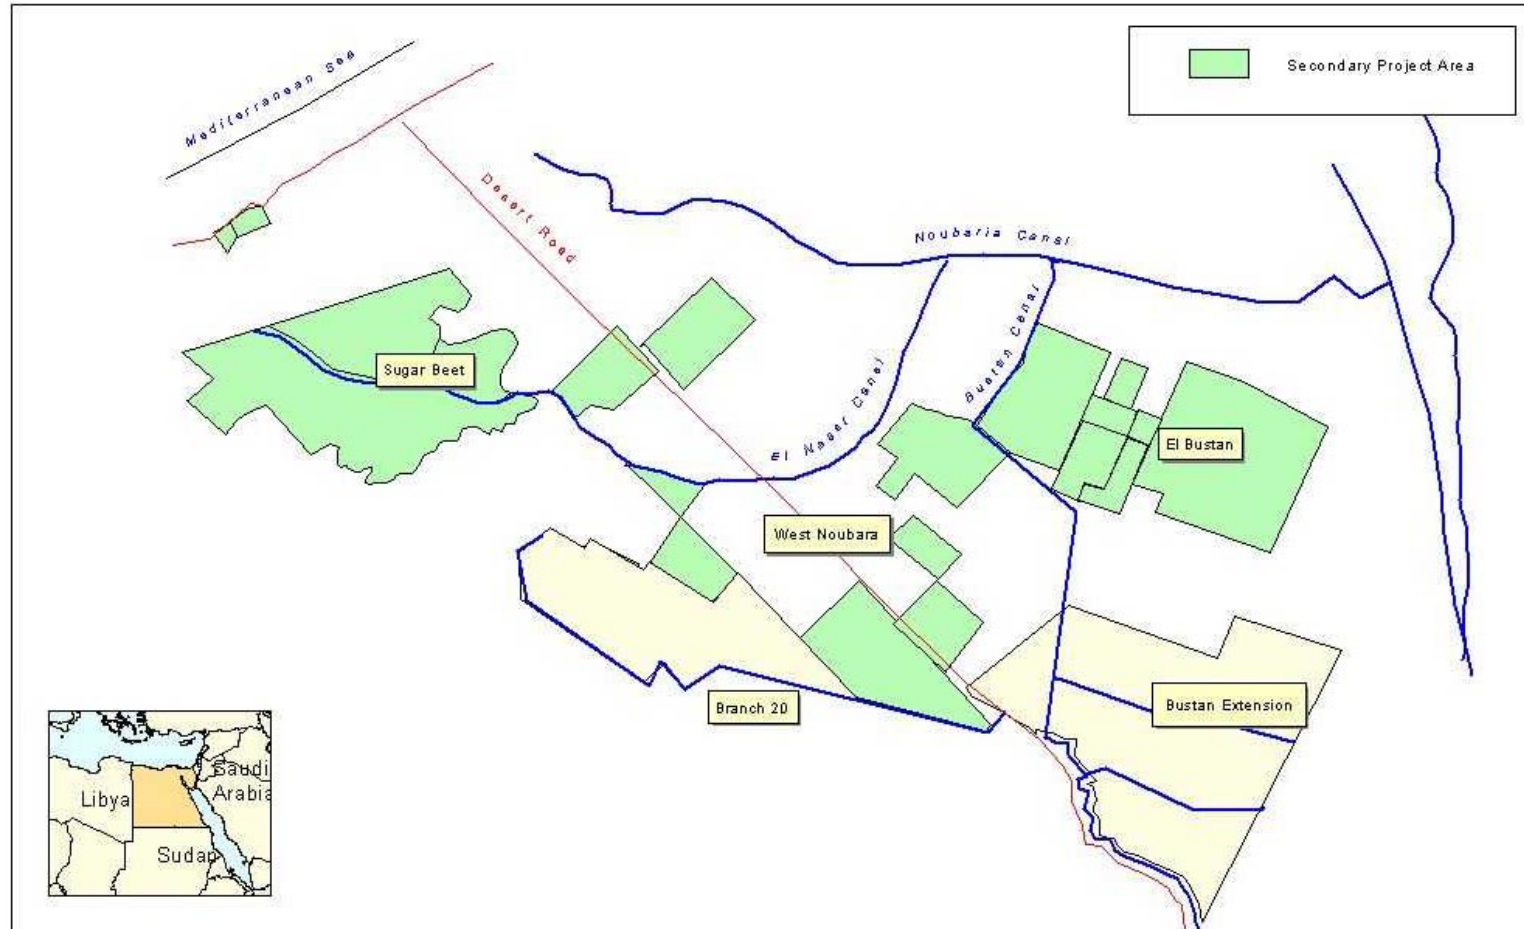 Secondary Project Area
Mediterranean Sea
Desert Road
Noubaria Canal
Bustan Canal
El Naser Canal
Sugar Beet
El Bustan
West Noubara
Branch 20
Bustan Extension
Saudi
Arabia
Libya
Sudan